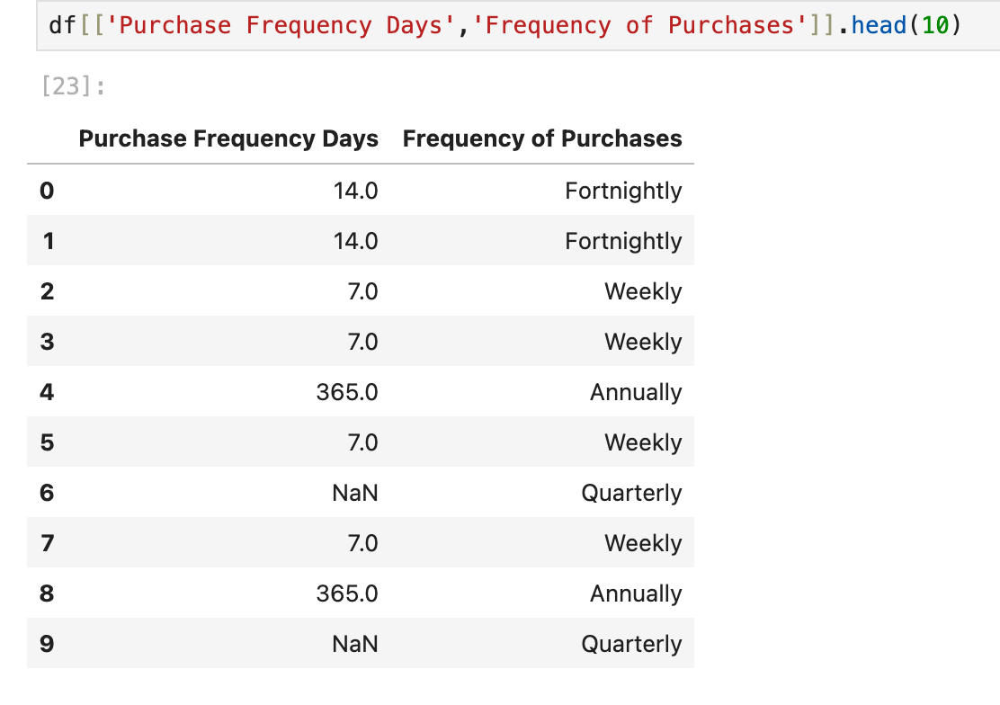 df[['Purchase Frequency Days','Frequency of Purchases']].head(10)
[23]:
Purchase Frequency Days Frequency of Purchases
0 14.0 Fortnightly
1 14.0 Fortnightly
2 7.0 Weekly
3 7.0 Weekly
4 365.0 Annually
5 7.0 Weekly
6 NaN Quarterly
7 7.0 Weekly
8 365.0 Annually
9 NaN Quarterly